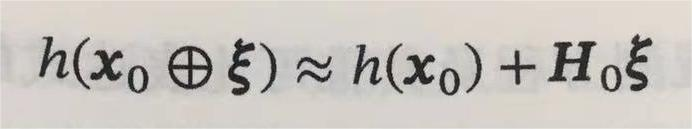 h(x₀ ⊕ ξ) ≈ h(x₀) + H₀ξ